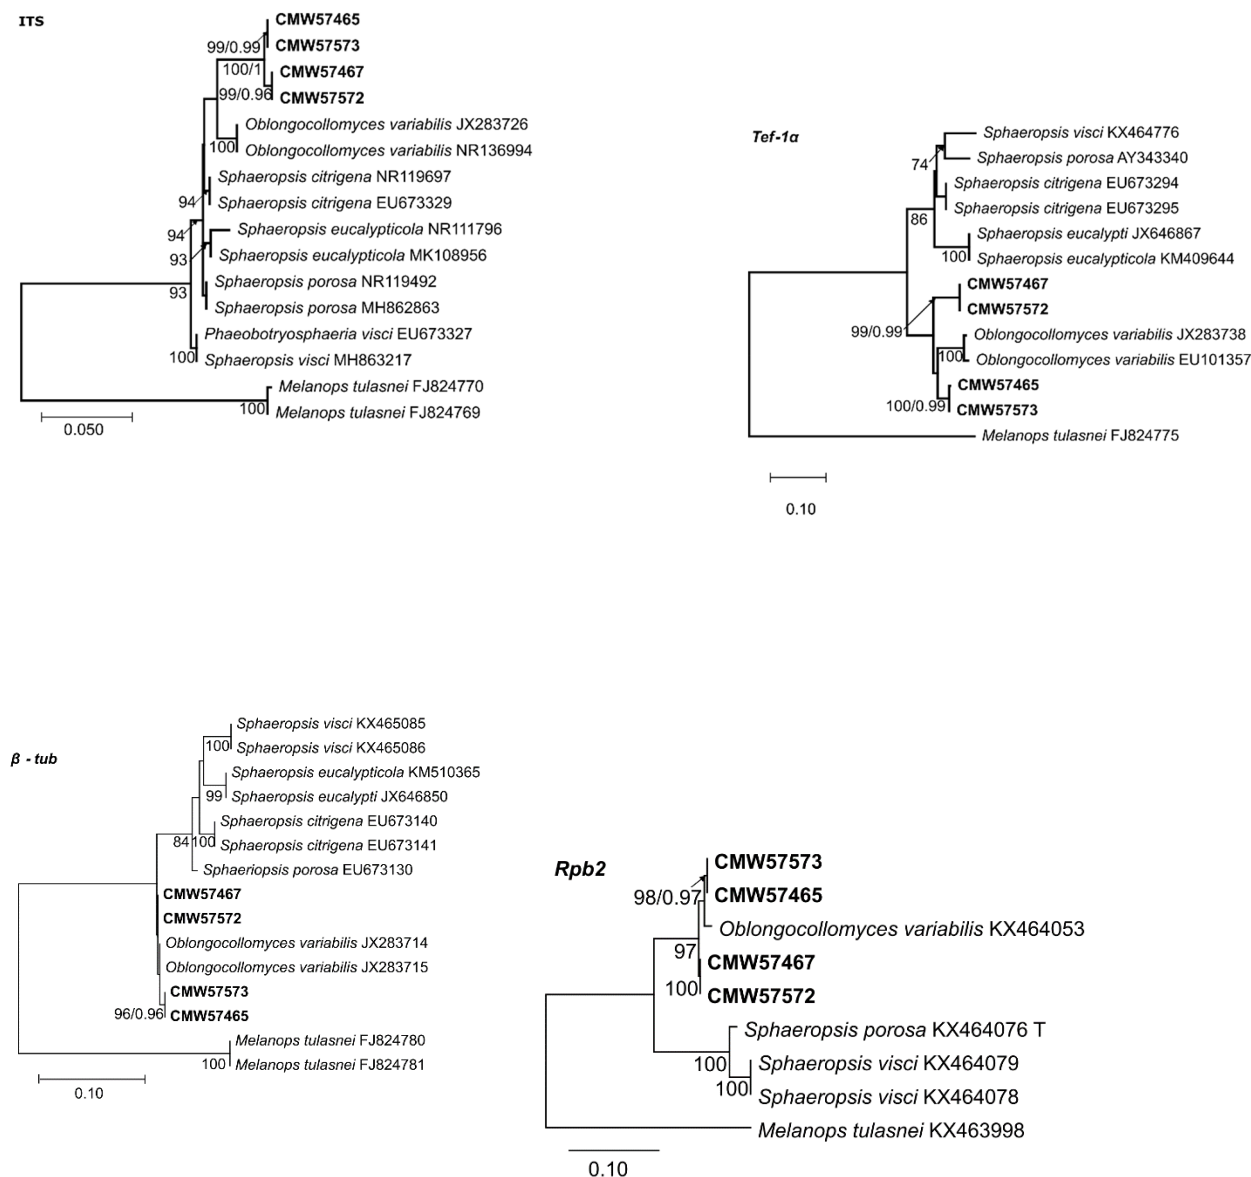 ITS
CMW57465
99/0.99
CMW57573
100/1
CMW57467
99/0.96
CMW57572
Oblongocollomyces variabilis JX283726
100
Oblongocollomyces variabilis NR136994
Sphaeropsis citrigena NR119697
94
Sphaeropsis citrigena EU673329
94
Sphaeropsis eucalypticola NR111796
93
Sphaeropsis eucalypticola MK108956
Sphaeropsis porosa NR119492
93
Sphaeropsis porosa MH862863
Phaeobotryosphaeria visci EU673327
100
Sphaeropsis visci MH863217
Melanops tulasnei FJ824770
100
Melanops tulasnei FJ824769
0.050
Tef-1α
Sphaeropsis visci KX464776
74
Sphaeropsis porosa AY343340
Sphaeropsis citrigena EU673294
86
Sphaeropsis citrigena EU673295
Sphaeropsis eucalypti JX646867
100
Sphaeropsis eucalypticola KM409644
CMW57467
CMW57572
99/0.99
Oblongocollomyces variabilis JX283738
100
Oblongocollomyces variabilis EU101357
CMW57465
100/0.99
CMW57573
Melanops tulasnei FJ824775
0.10
β - tub
Sphaeropsis visci KX465085
100
Sphaeropsis visci KX465086
Sphaeropsis eucalypticola KM510365
99
Sphaeropsis eucalypti JX646850
Sphaeropsis citrigena EU673140
84
100
Sphaeropsis citrigena EU673141
Sphaeriopsis porosa EU673130
CMW57467
CMW57572
Oblongocollomyces variabilis JX283714
Oblongocollomyces variabilis JX283715
CMW57573
96/0.96
CMW57465
Melanops tulasnei FJ824780
100
Melanops tulasnei FJ824781
0.10
Rpb2
CMW57573
98/0.97
CMW57465
Oblongocollomyces variabilis KX464053
97
CMW57467
100
CMW57572
Sphaeropsis porosa KX464076 T
100
Sphaeropsis visci KX464079
100
Sphaeropsis visci KX464078
Melanops tulasnei KX463998
0.10